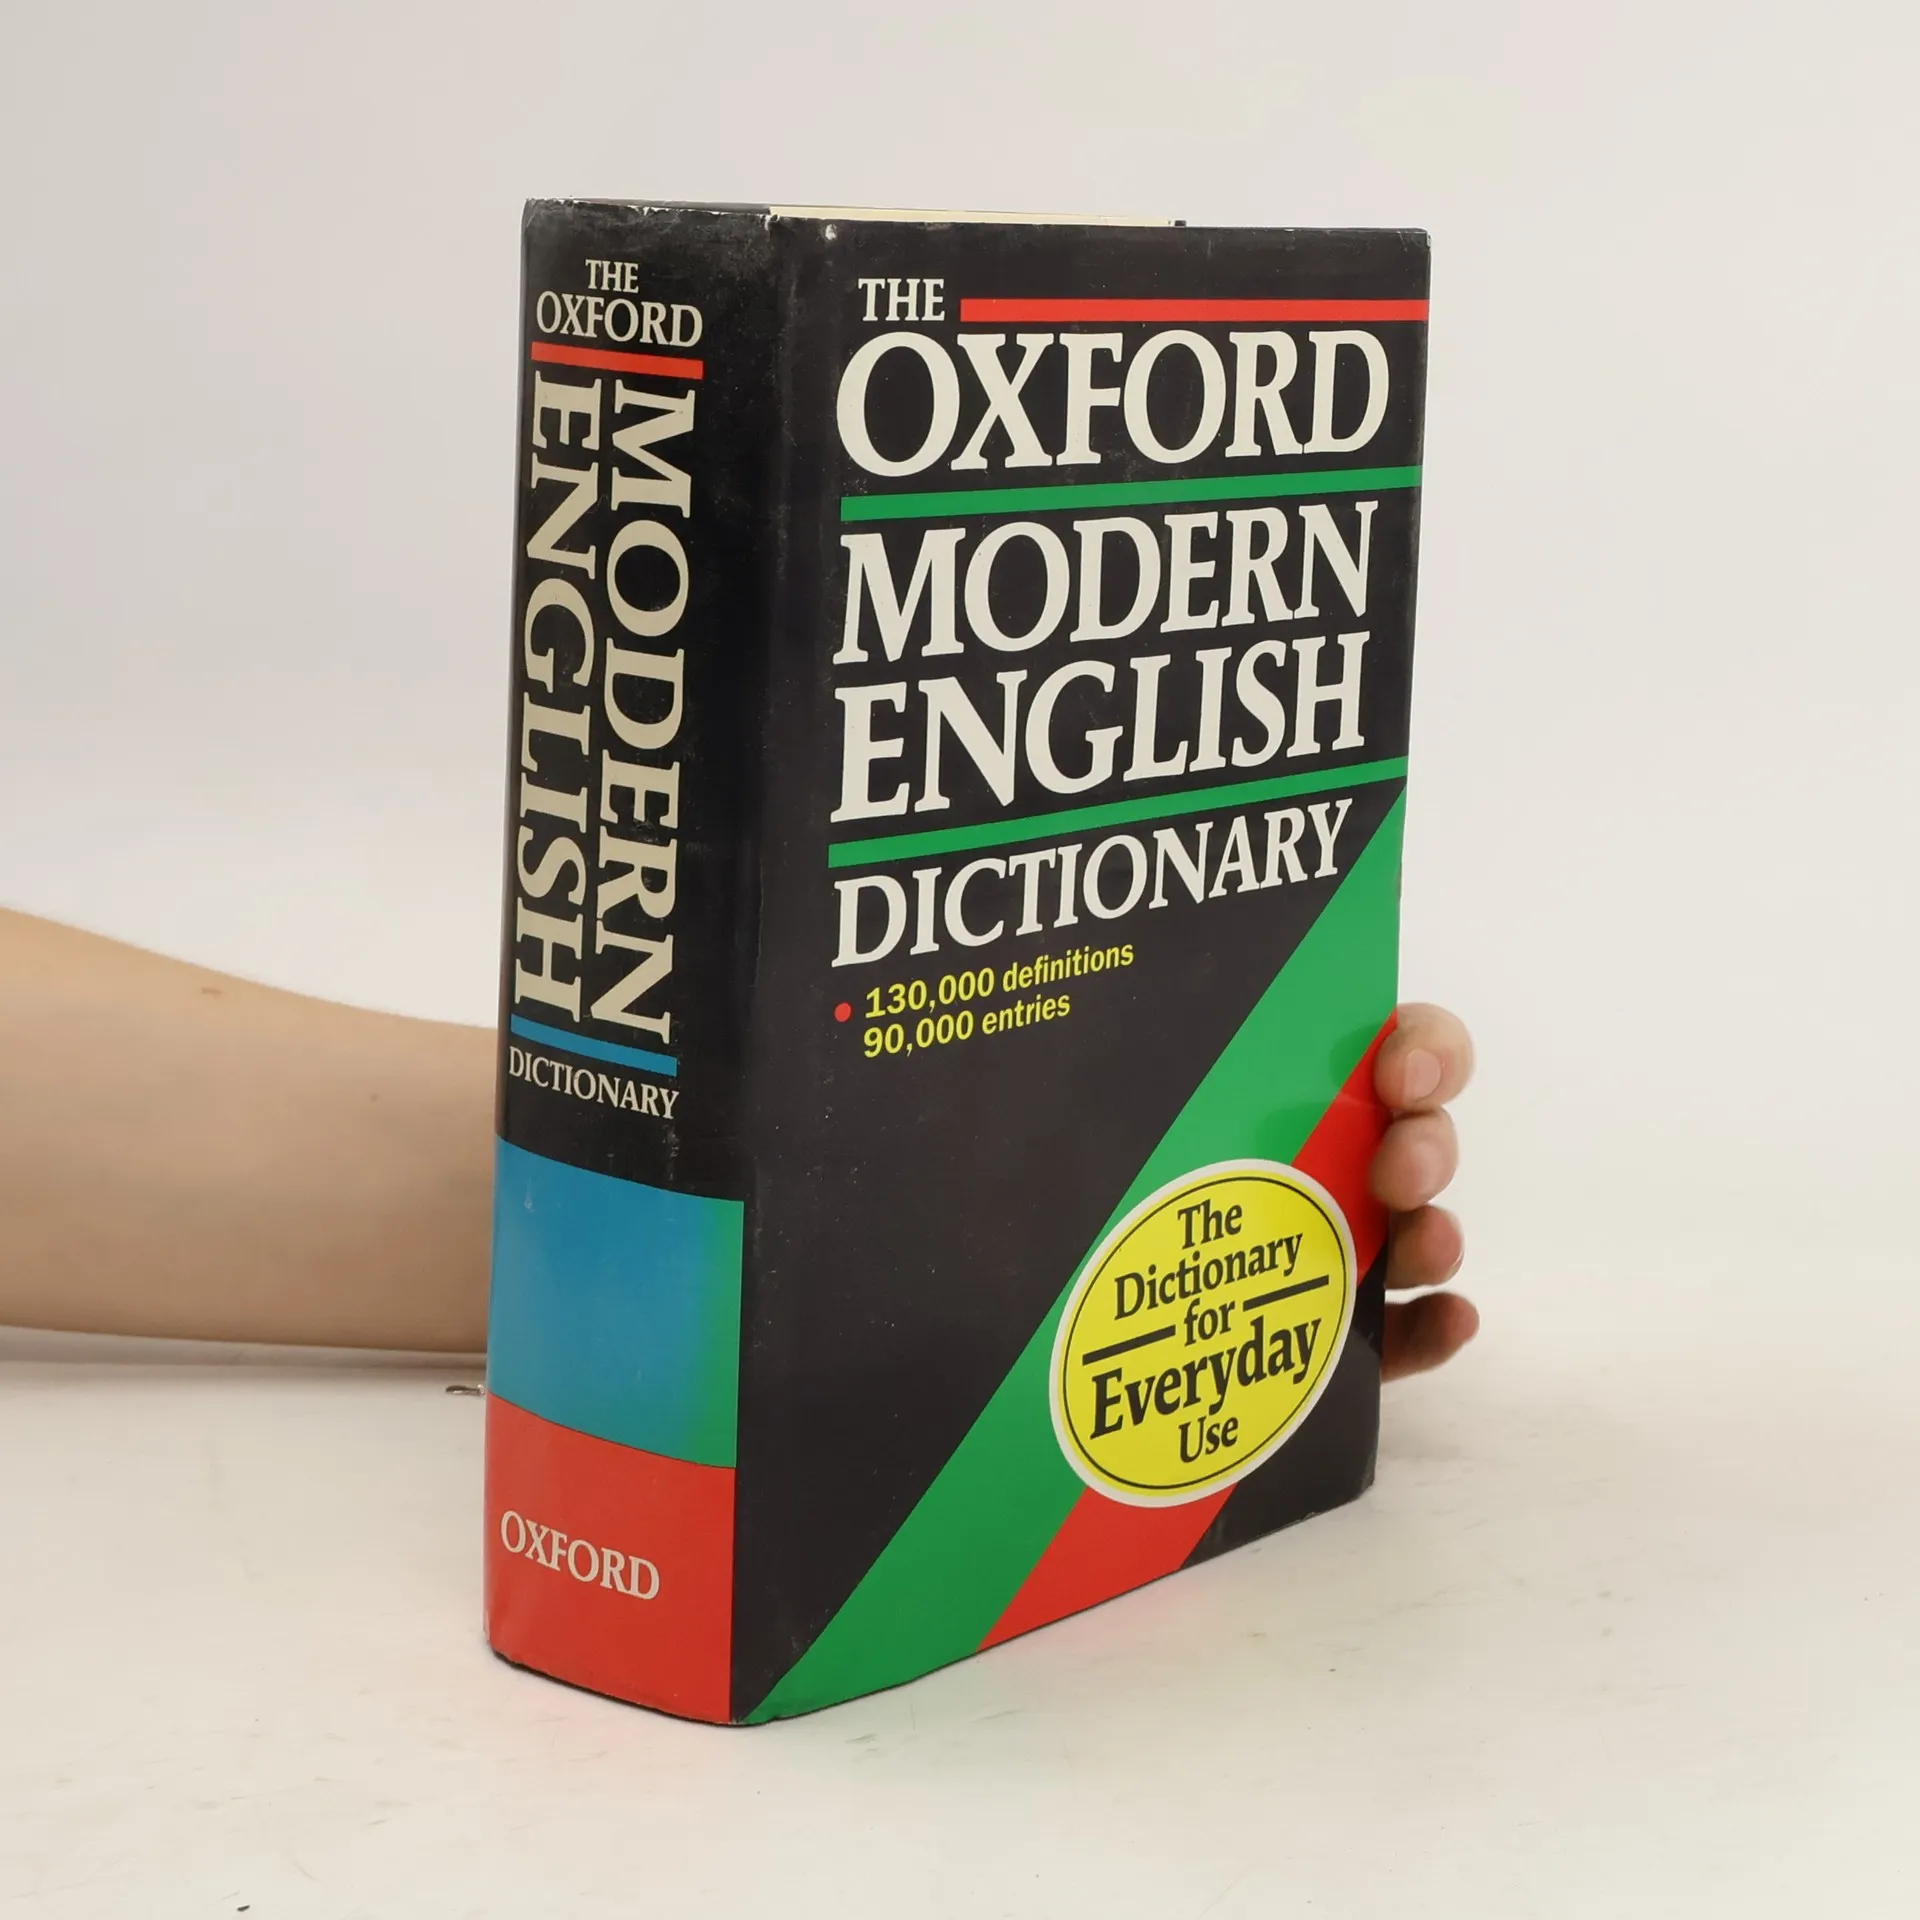 THE
OXFORD
MODERN
ENGLISH
DICTIONARY
OXFORD
THE
OXFORD
MODERN
ENGLISH
DICTIONARY
• 130,000 definitions
90,000 entries
The
Dictionary
for
Everyday
Use